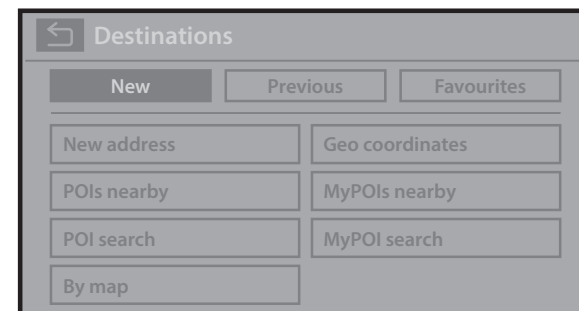 Destinations
New Previous Favourites
New address Geo coordinates
POIs nearby MyPOIs nearby
POI search MyPOI search
By map